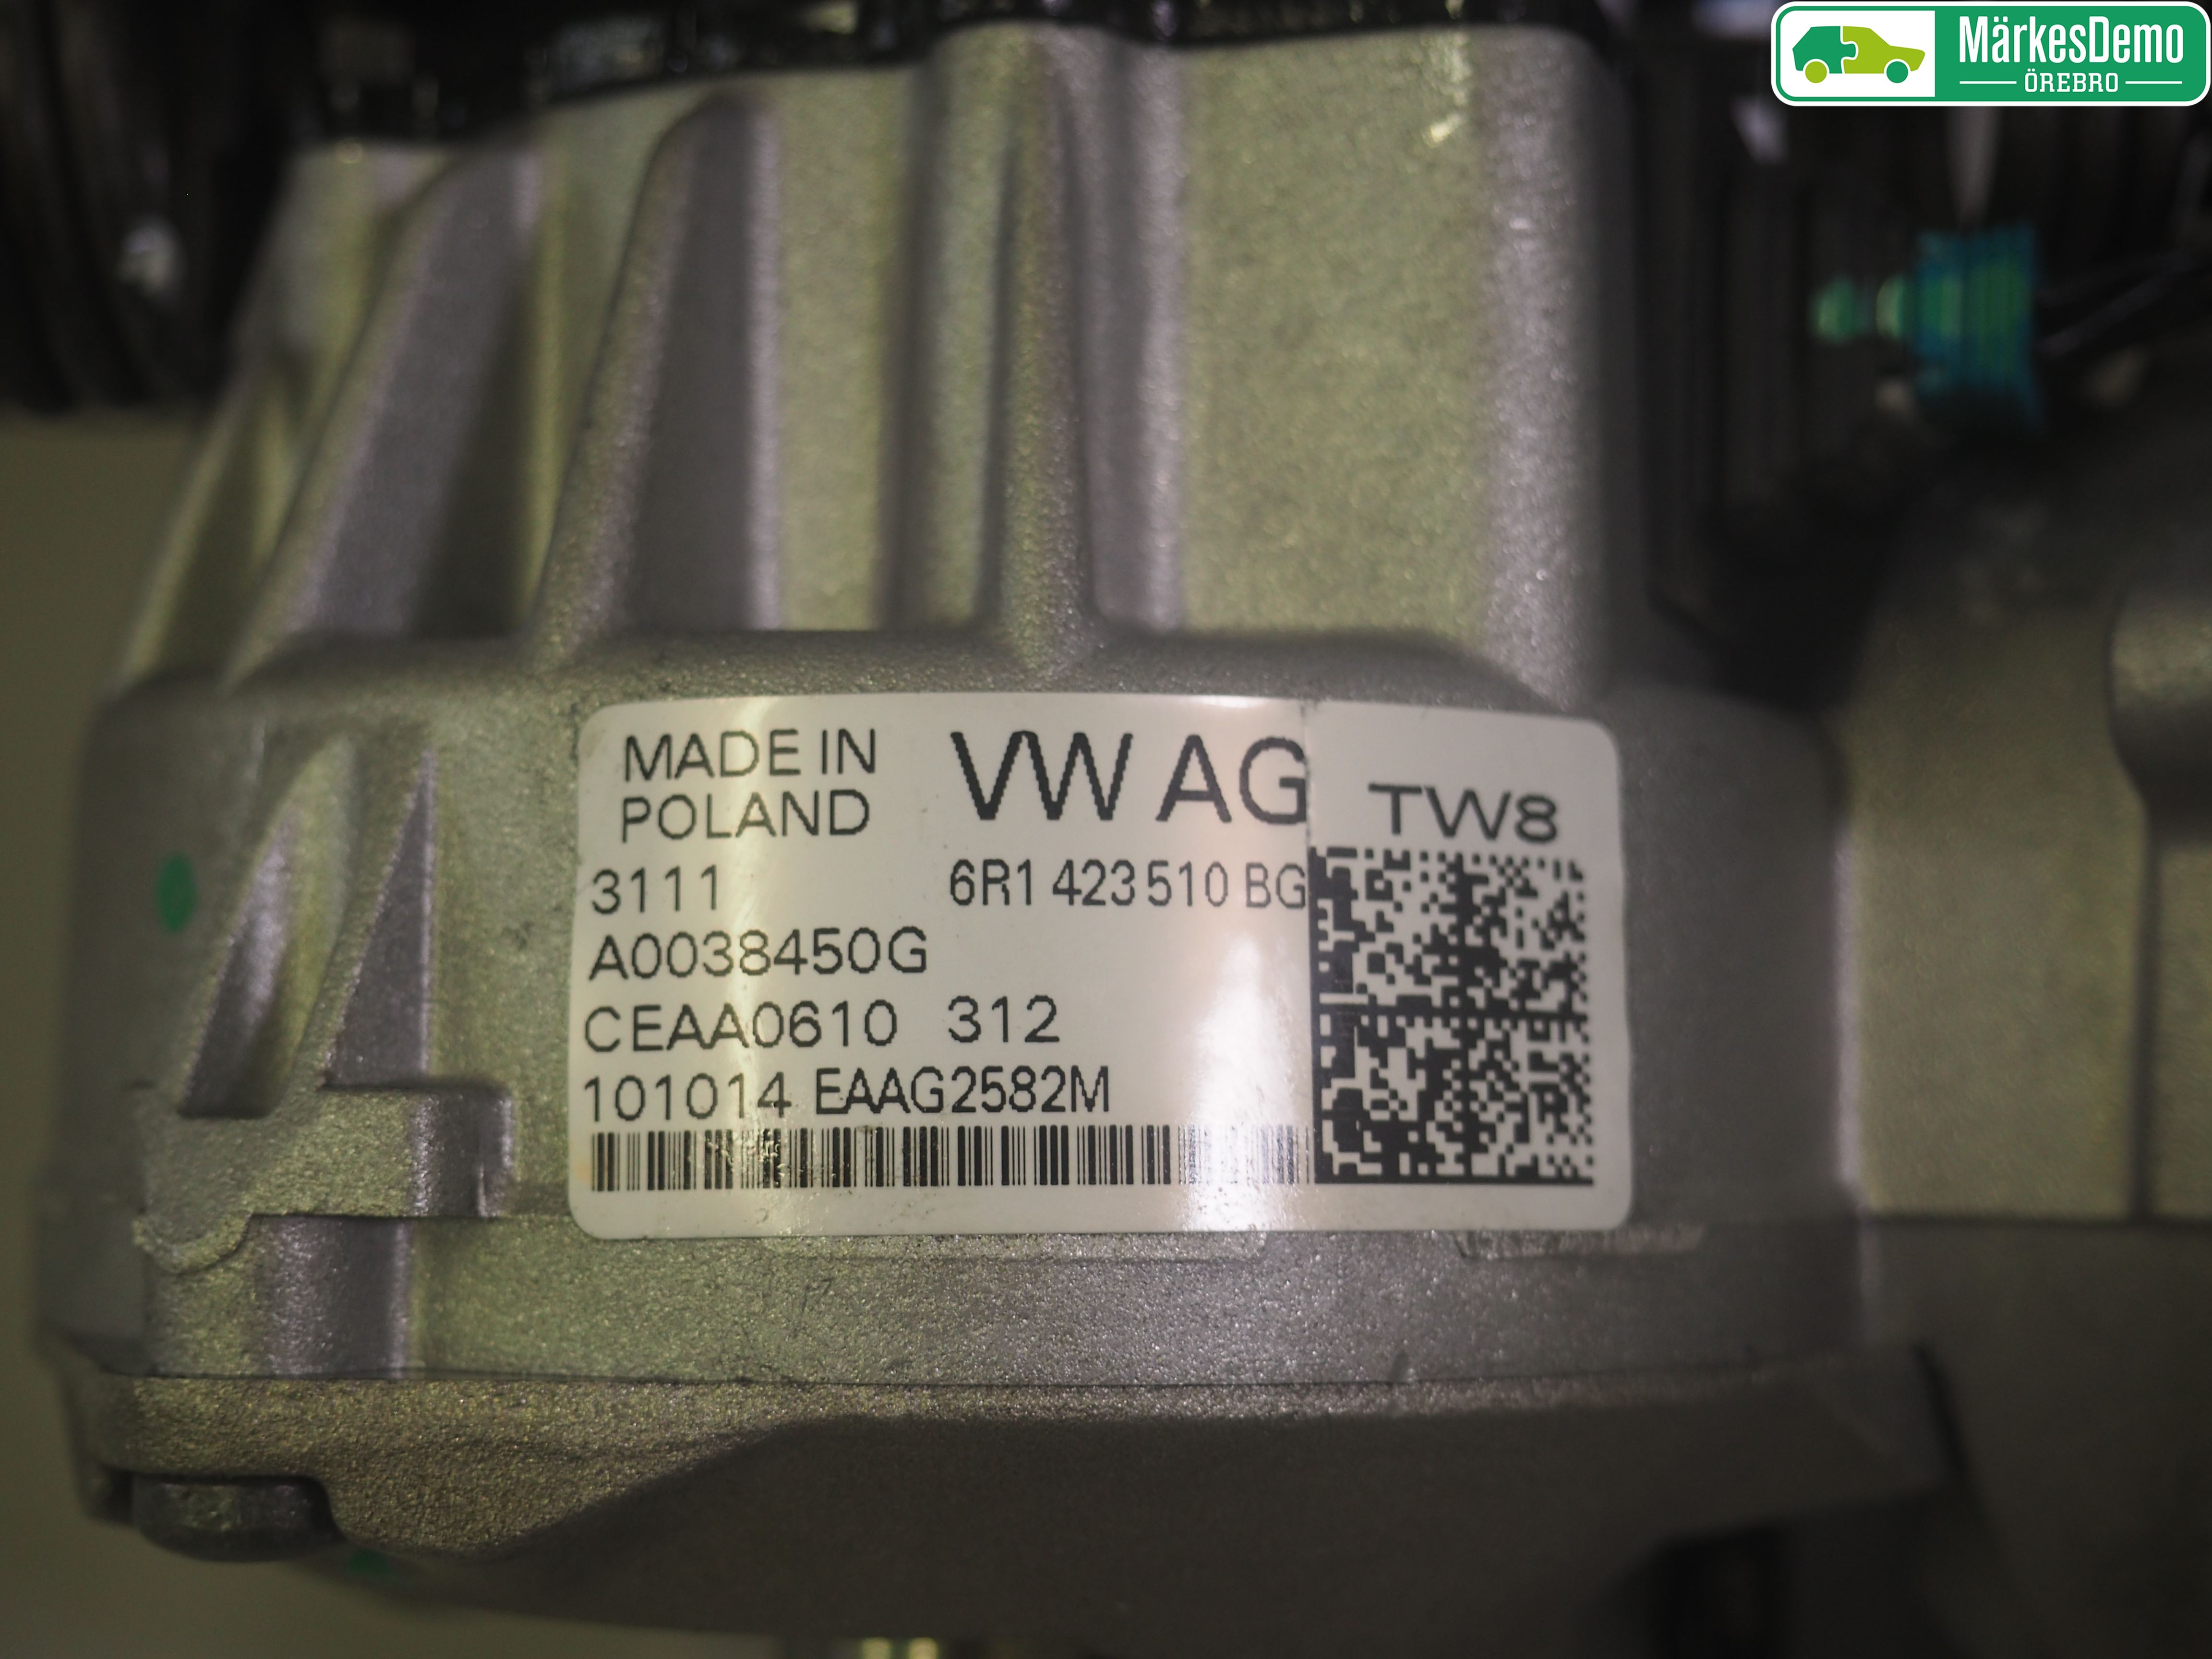 MärkesDemo
ÖREBRO
MADE IN
POLAND
VW AG
TW8
3111
6R1 423 510 BG
A0038450G
CEAA0610 312
101014 EAAG2582M